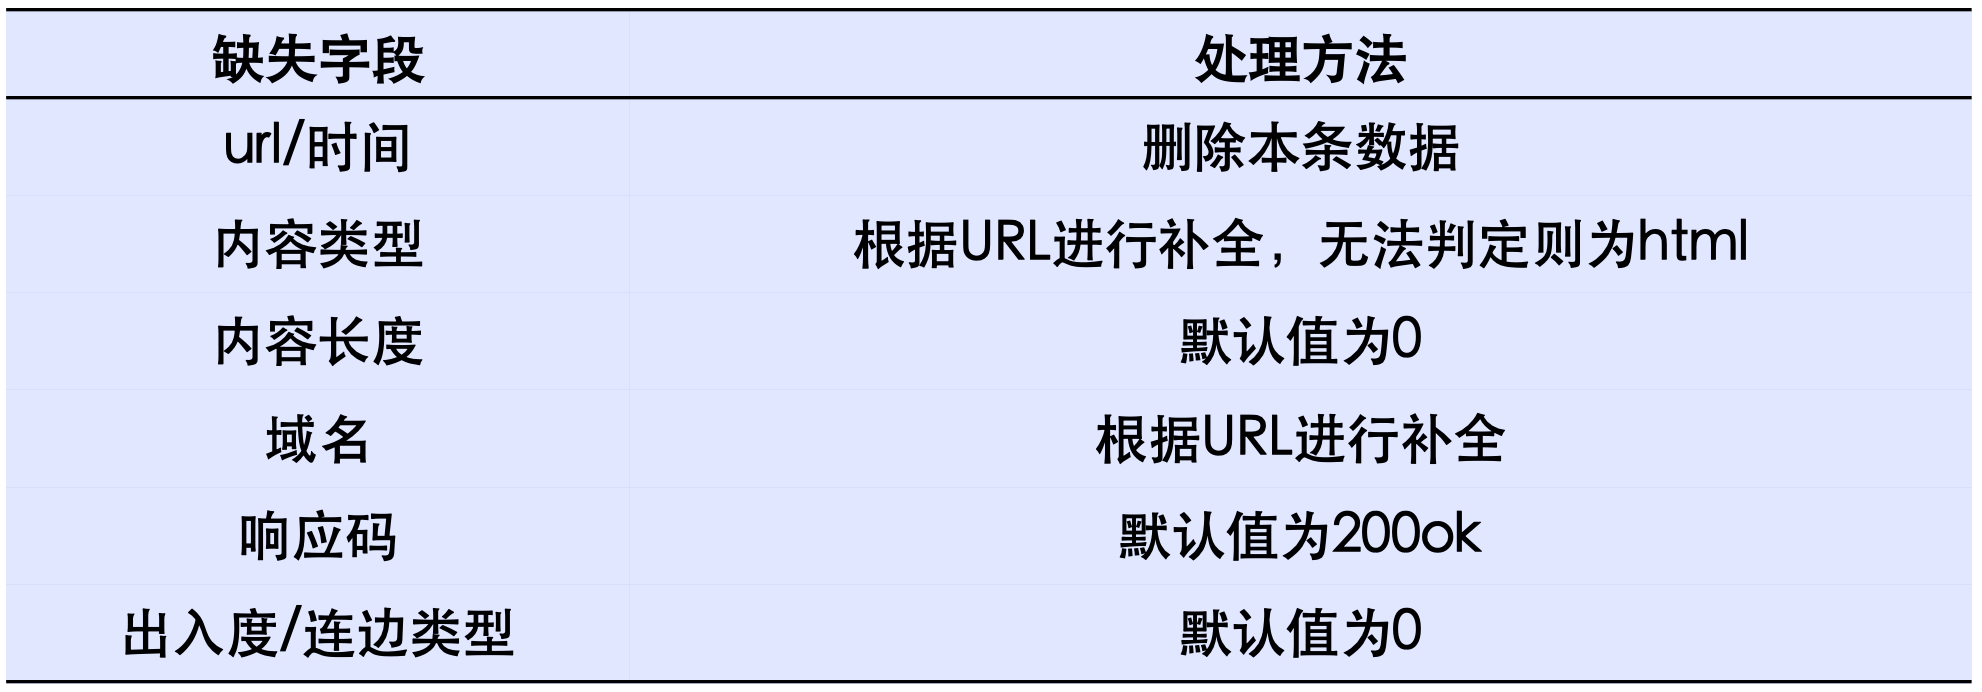 缺失字段 处理方法
url/时间 删除本条数据
内容类型 根据URL进行补全，无法判定则为html
内容长度 默认值为0
域名 根据URL进行补全
响应码 默认值为200ok
出入度/连边类型 默认值为0